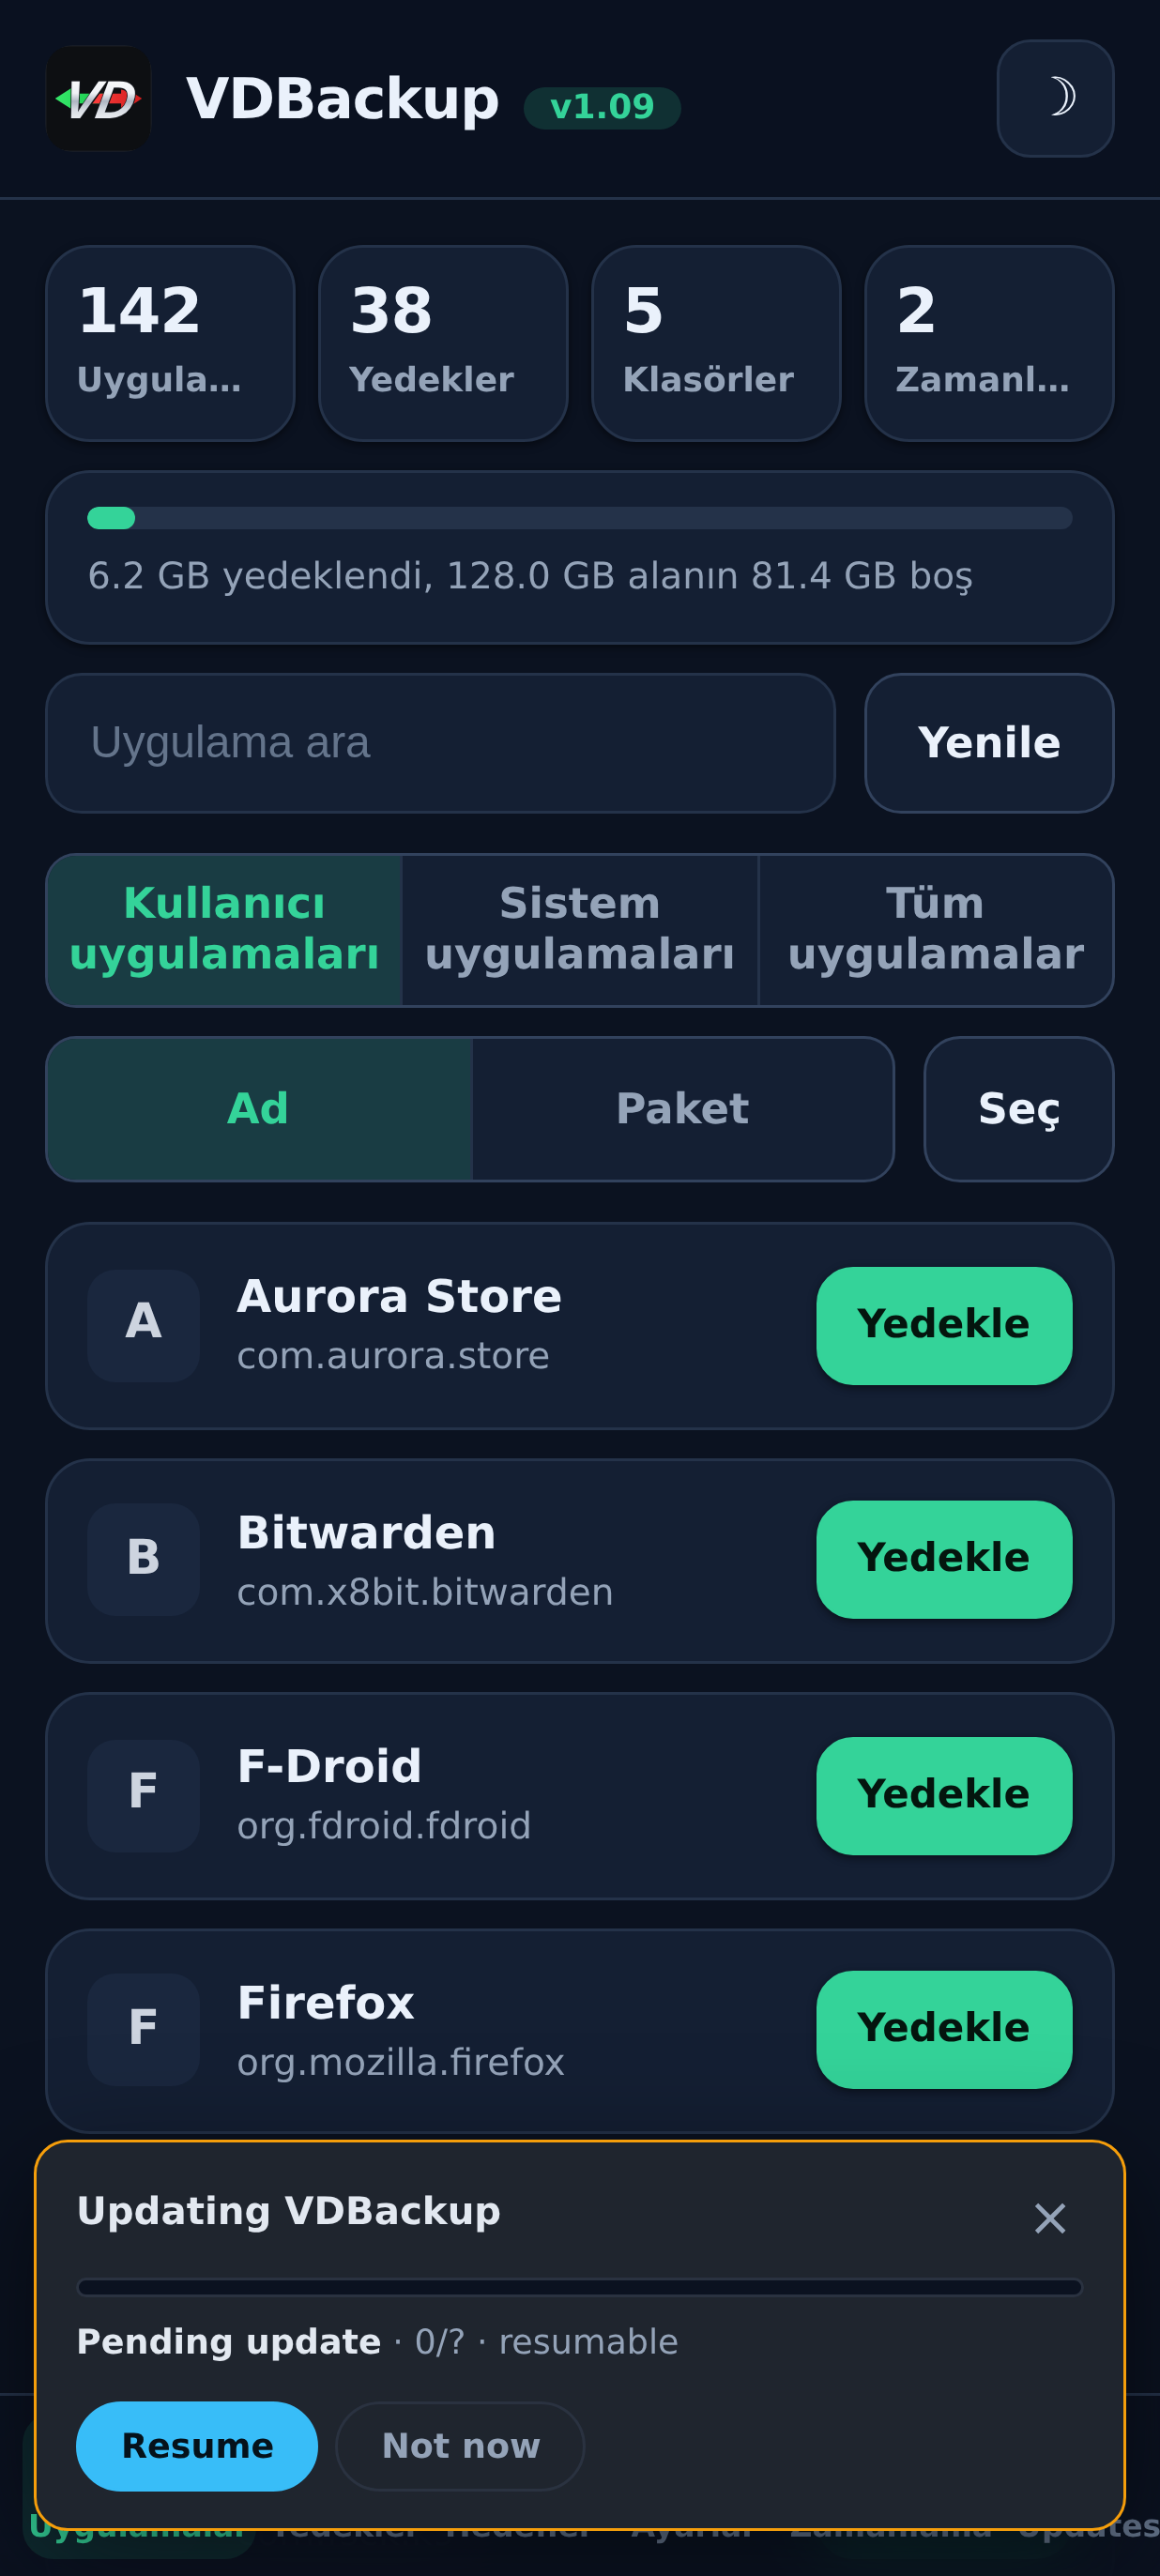 VD
VDBackup v1.09
☽
142
Uygula…
38
Yedekler
5
Klasörler
2
Zamanl…
6.2 GB yedeklendi, 128.0 GB alanın 81.4 GB boş
Uygulama ara
Yenile
Kullanıcı
uygulamaları
Sistem
uygulamaları
Tüm
uygulamalar
Ad
Paket
Seç
A
Aurora Store
com.aurora.store
Yedekle
B
Bitwarden
com.x8bit.bitwarden
Yedekle
F
F-Droid
org.fdroid.fdroid
Yedekle
F
Firefox
org.mozilla.firefox
Yedekle
Updating VDBackup
×
Pending update · 0/? · resumable
Resume
Not now